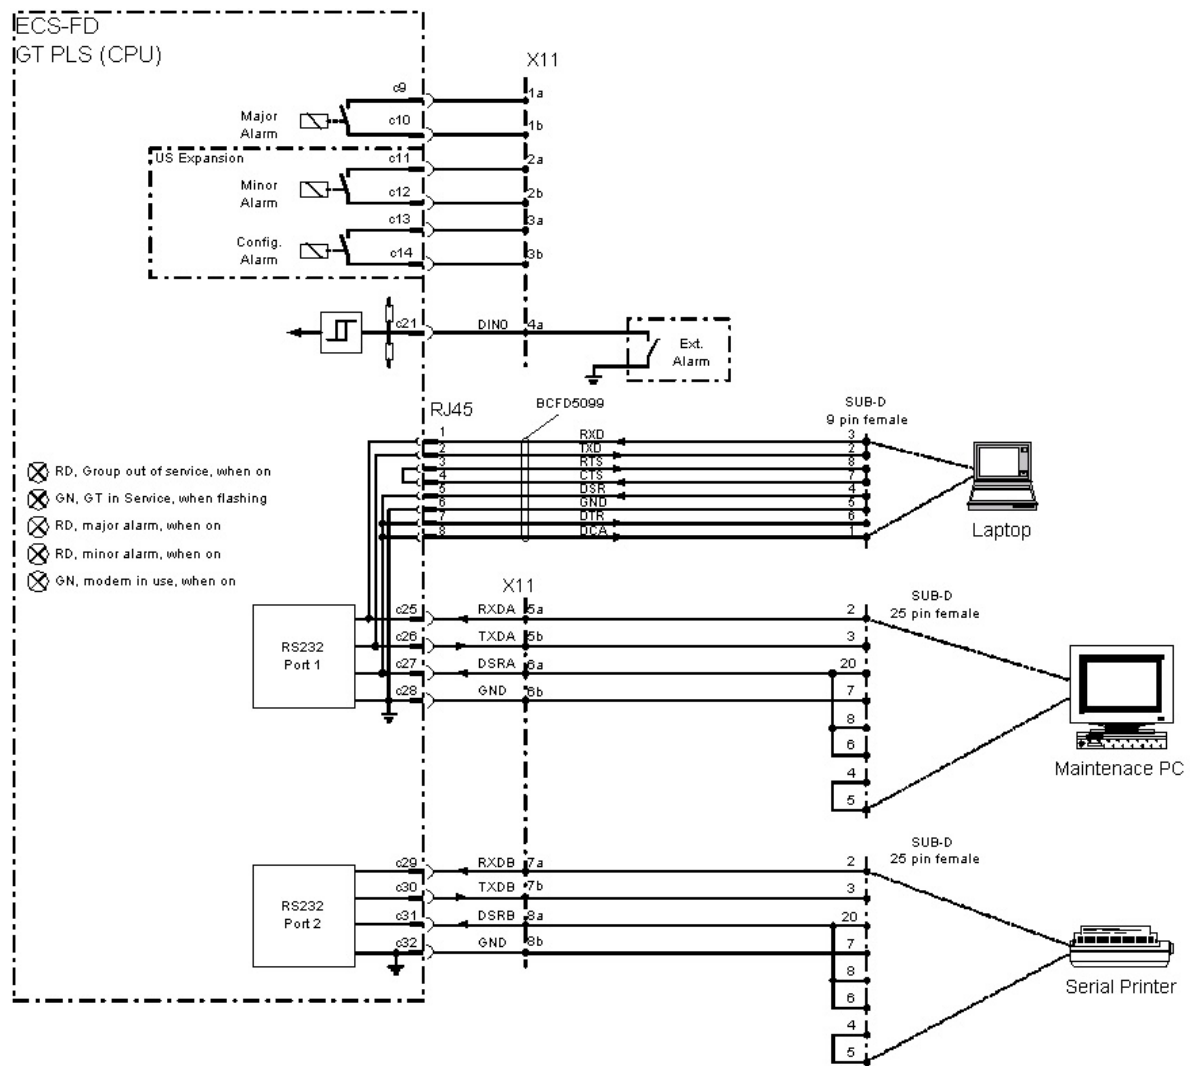 ECS-FD
GT PLS (CPU)
X11
c9
1a
Major
Alarm
c10
1b
US Expansion
c11
2a
Minor
Alarm
c12
2b
c13
3a
Config.
Alarm
c14
3b
c21
DIN0
4a
Ext.
Alarm
RJ45
BCFD5099
SUB-D
9 pin female
1
RXD
3
2
TXD
2
3
RTS
8
4
CTS
7
5
DSR
4
6
GND
5
7
DTR
6
8
DCA
1
Laptop
RD, Group out of service, when on
GN, GT in Service, when flashing
RD, major alarm, when on
RD, minor alarm, when on
GN, modem in use, when on
X11
SUB-D
25 pin female
RS232
Port 1
c25
RXDA
5a
2
c26
TXDA
5b
3
c27
DSRA
6a
20
c28
GND
6b
7
8
6
4
5
Maintenace PC
SUB-D
25 pin female
RS232
Port 2
c29
RXDB
7a
2
c30
TXDB
7b
3
c31
DSRB
8a
20
c32
GND
8b
7
8
6
4
5
Serial Printer